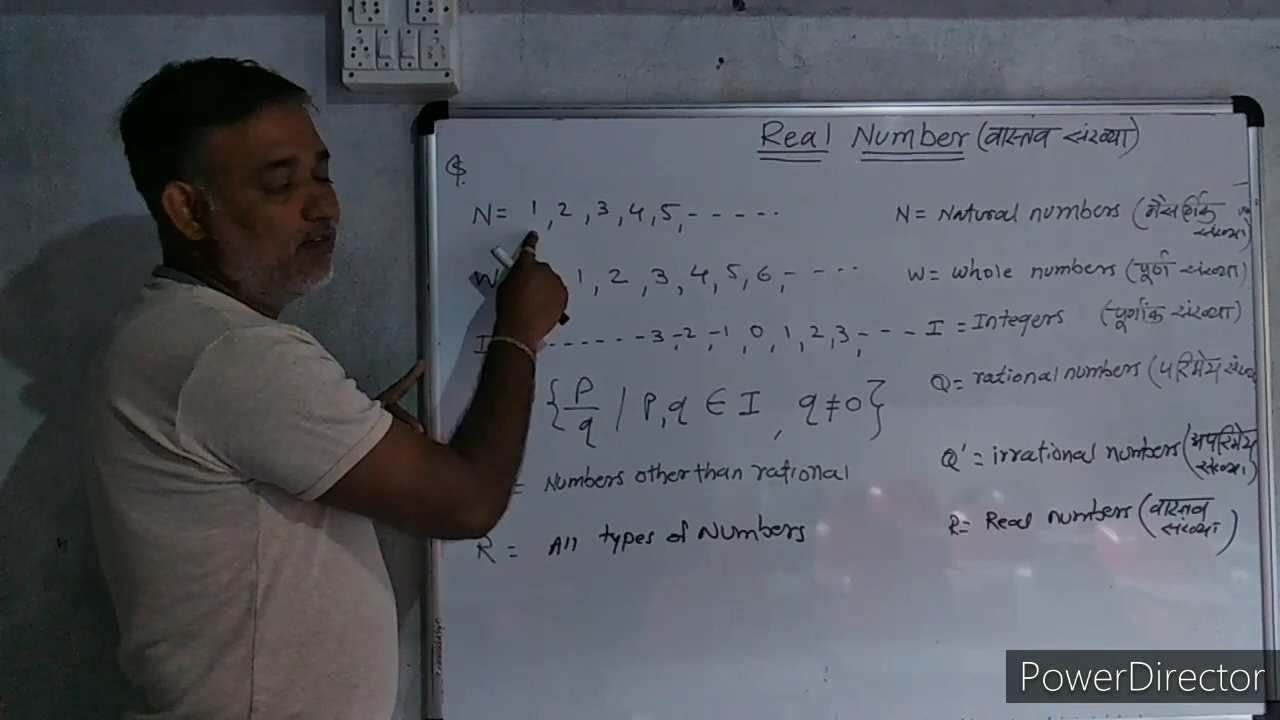 Real Number (वास्तव संख्या)
Q.
N= 1, 2, 3, 4, 5, - - - - -
N= Natural numbers (नैसर्गिक
संख्या)
W 1, 2, 3, 4, 5, 6, - - - -
W= whole numbers (पूर्ण संख्या)
I - - - - - - -3, -2, -1, 0, 1, 2, 3, - - -
I = Integers (पूर्णांक संख्या)
{p/q / p, q ∈ I, q ≠ 0}
Q= rational numbers (परिमेय
= Numbers other than rational
Q' = irrational numbers (अपरिमेय
संख्या)
R = All types of Numbers
R= Real numbers (वास्तव
संख्या)
PowerDirector